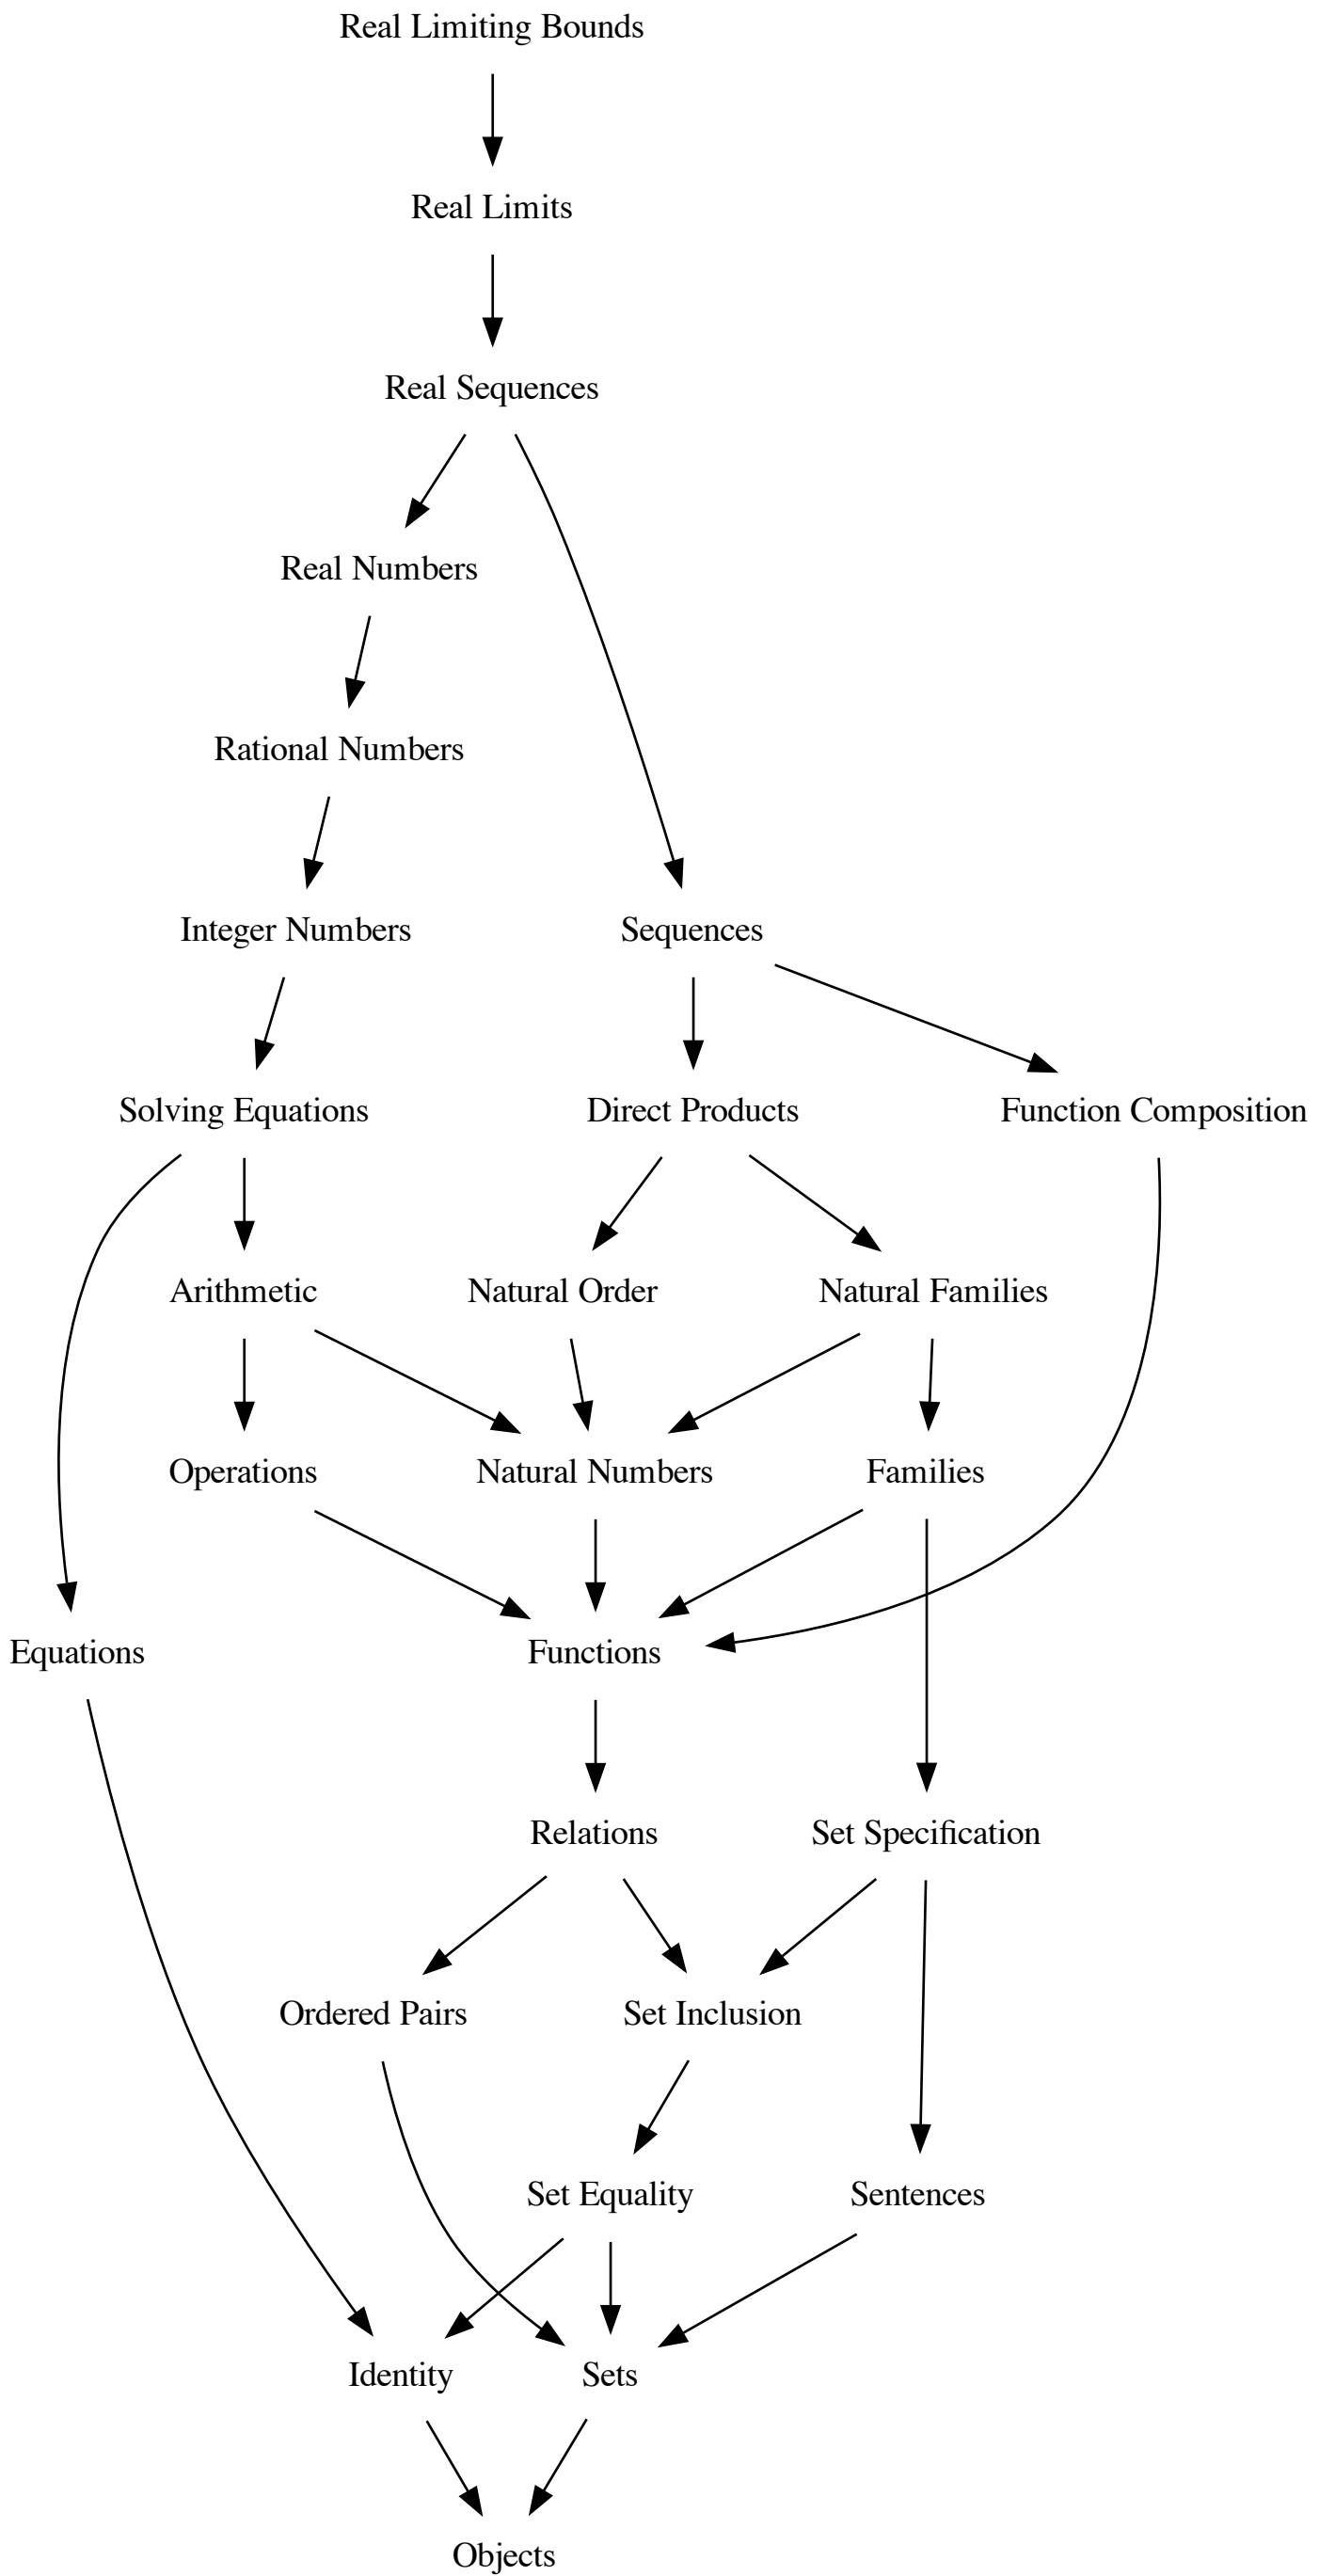 Real Limiting Bounds
Real Limits
Real Sequences
Real Numbers
Rational Numbers
Integer Numbers
Sequences
Solving Equations
Direct Products
Function Composition
Arithmetic
Natural Order
Natural Families
Operations
Natural Numbers
Families
Equations
Functions
Relations
Set Specification
Ordered Pairs
Set Inclusion
Set Equality
Sentences
Identity
Sets
Objects